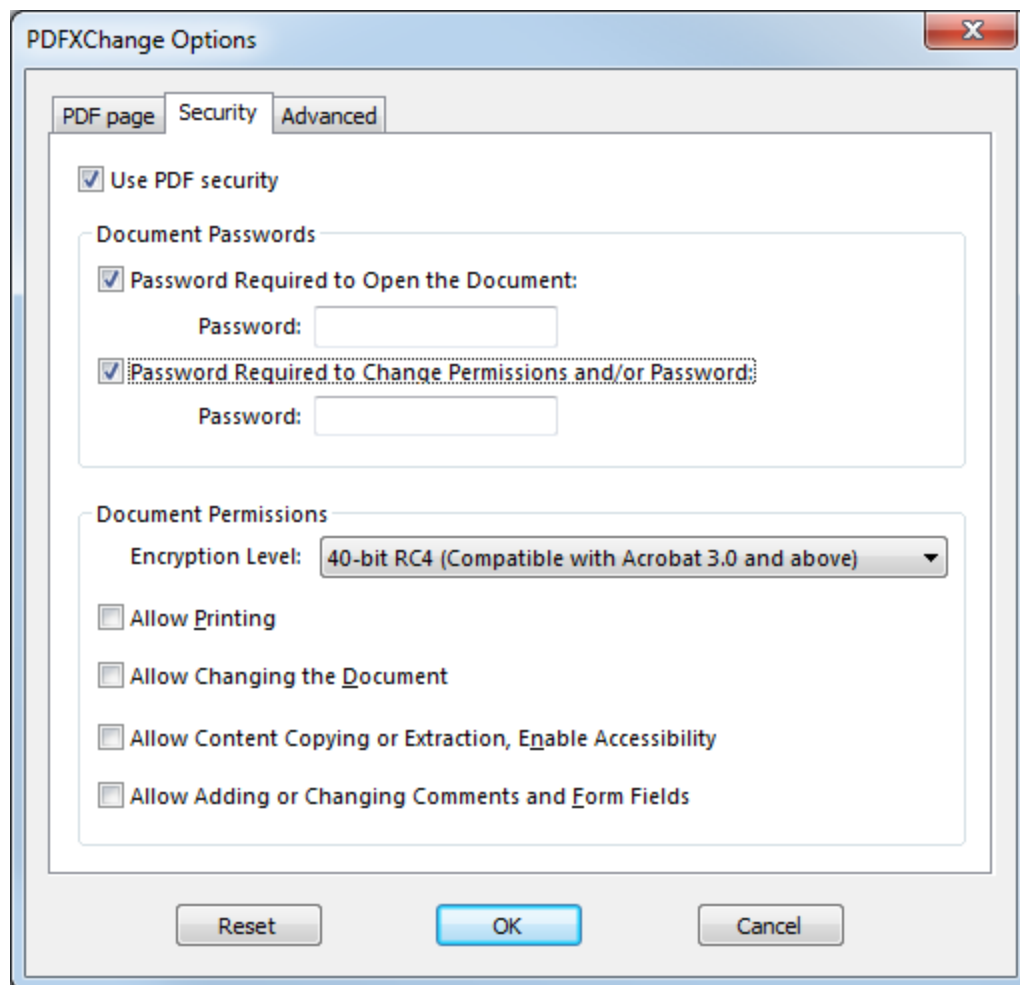 PDFXChange Options
PDF page Security Advanced
Use PDF security
Document Passwords
Password Required to Open the Document:
Password:
Password Required to Change Permissions and/or Password:
Password:
Document Permissions
Encryption Level: 40-bit RC4 (Compatible with Acrobat 3.0 and above)
Allow Printing
Allow Changing the Document
Allow Content Copying or Extraction, Enable Accessibility
Allow Adding or Changing Comments and Form Fields
Reset OK Cancel